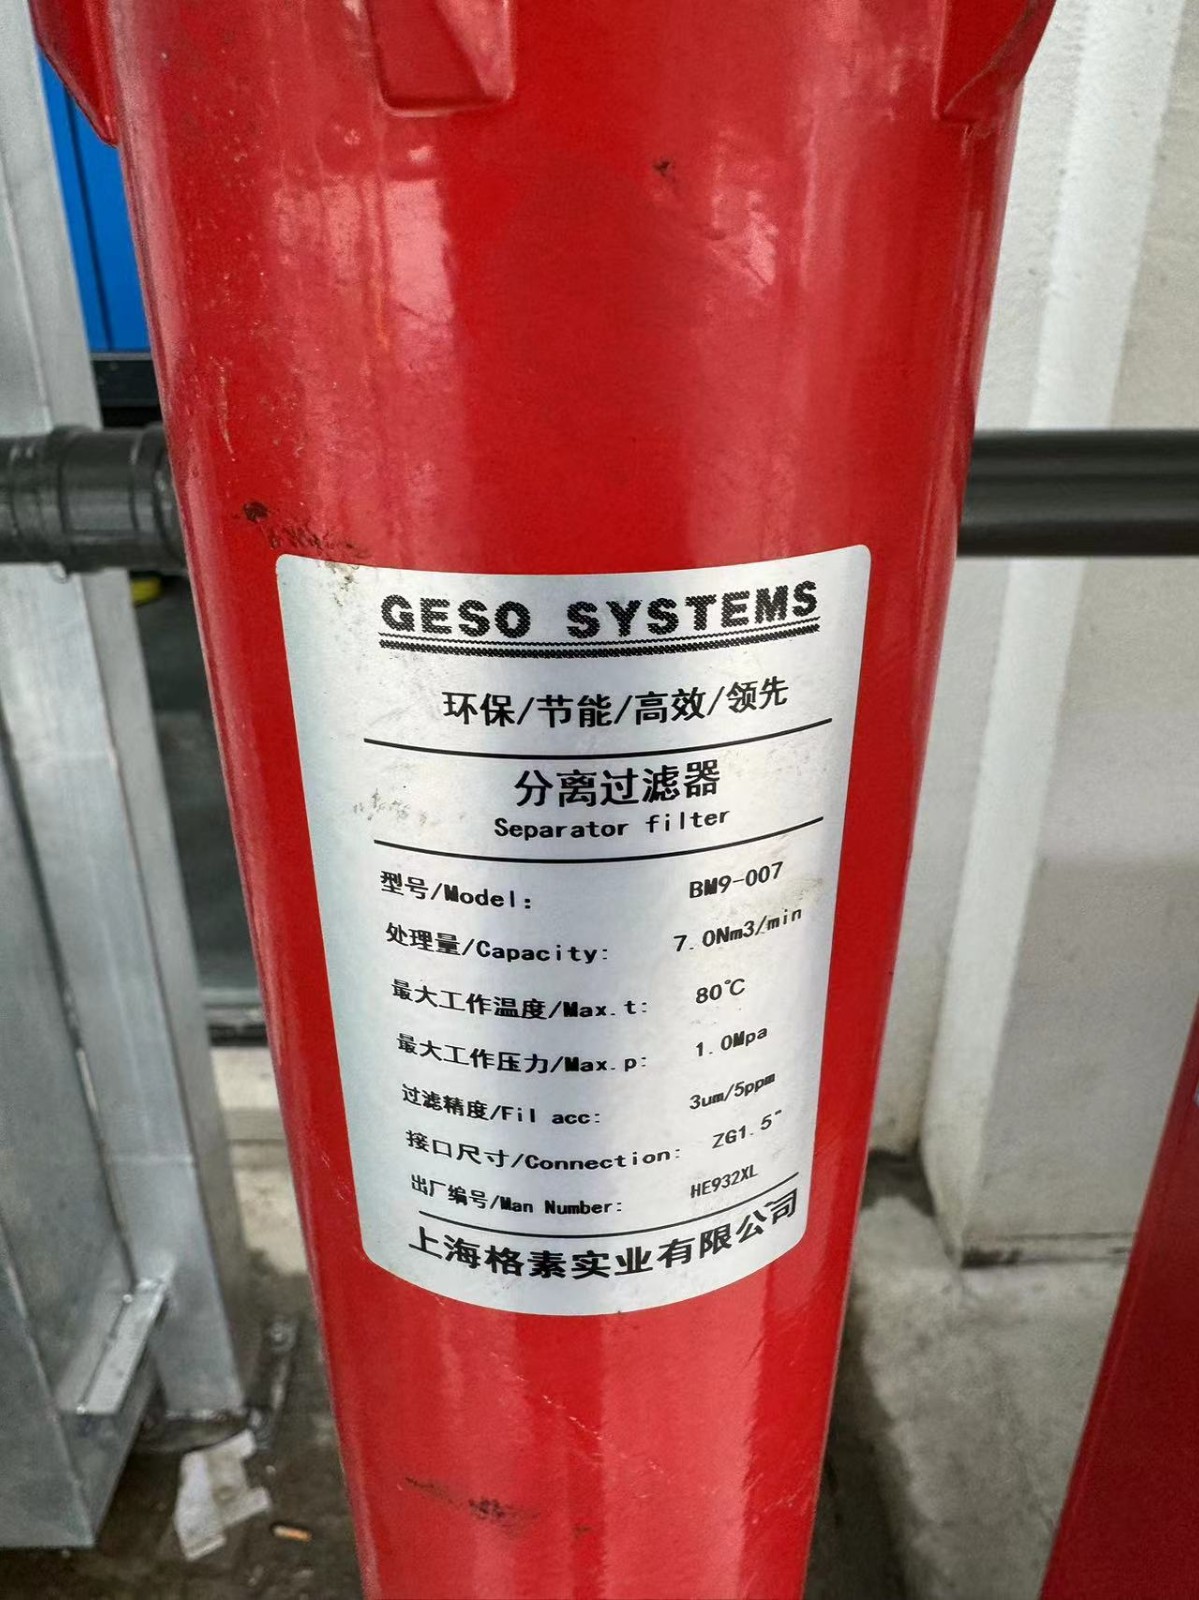 GESO SYSTEMS
环保/节能/高效/领先
分离过滤器
Separator filter
型号/Model: BM9-007
处理量/Capacity: 7.0Nm3/min
最大工作温度/Max.t: 80℃
最大工作压力/Max.p: 1.0Mpa
过滤精度/Fil acc: 3um/5ppm
接口尺寸/Connection: ZG1.5"
出厂编号/Man Number: HE932XL
上海格素实业有限公司